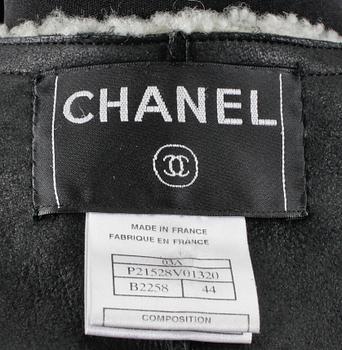 CHANEL
MADE IN FRANCE
FABRIQUE EN FRANCE
03A
P21528V01320
B2258 44
COMPOSITION